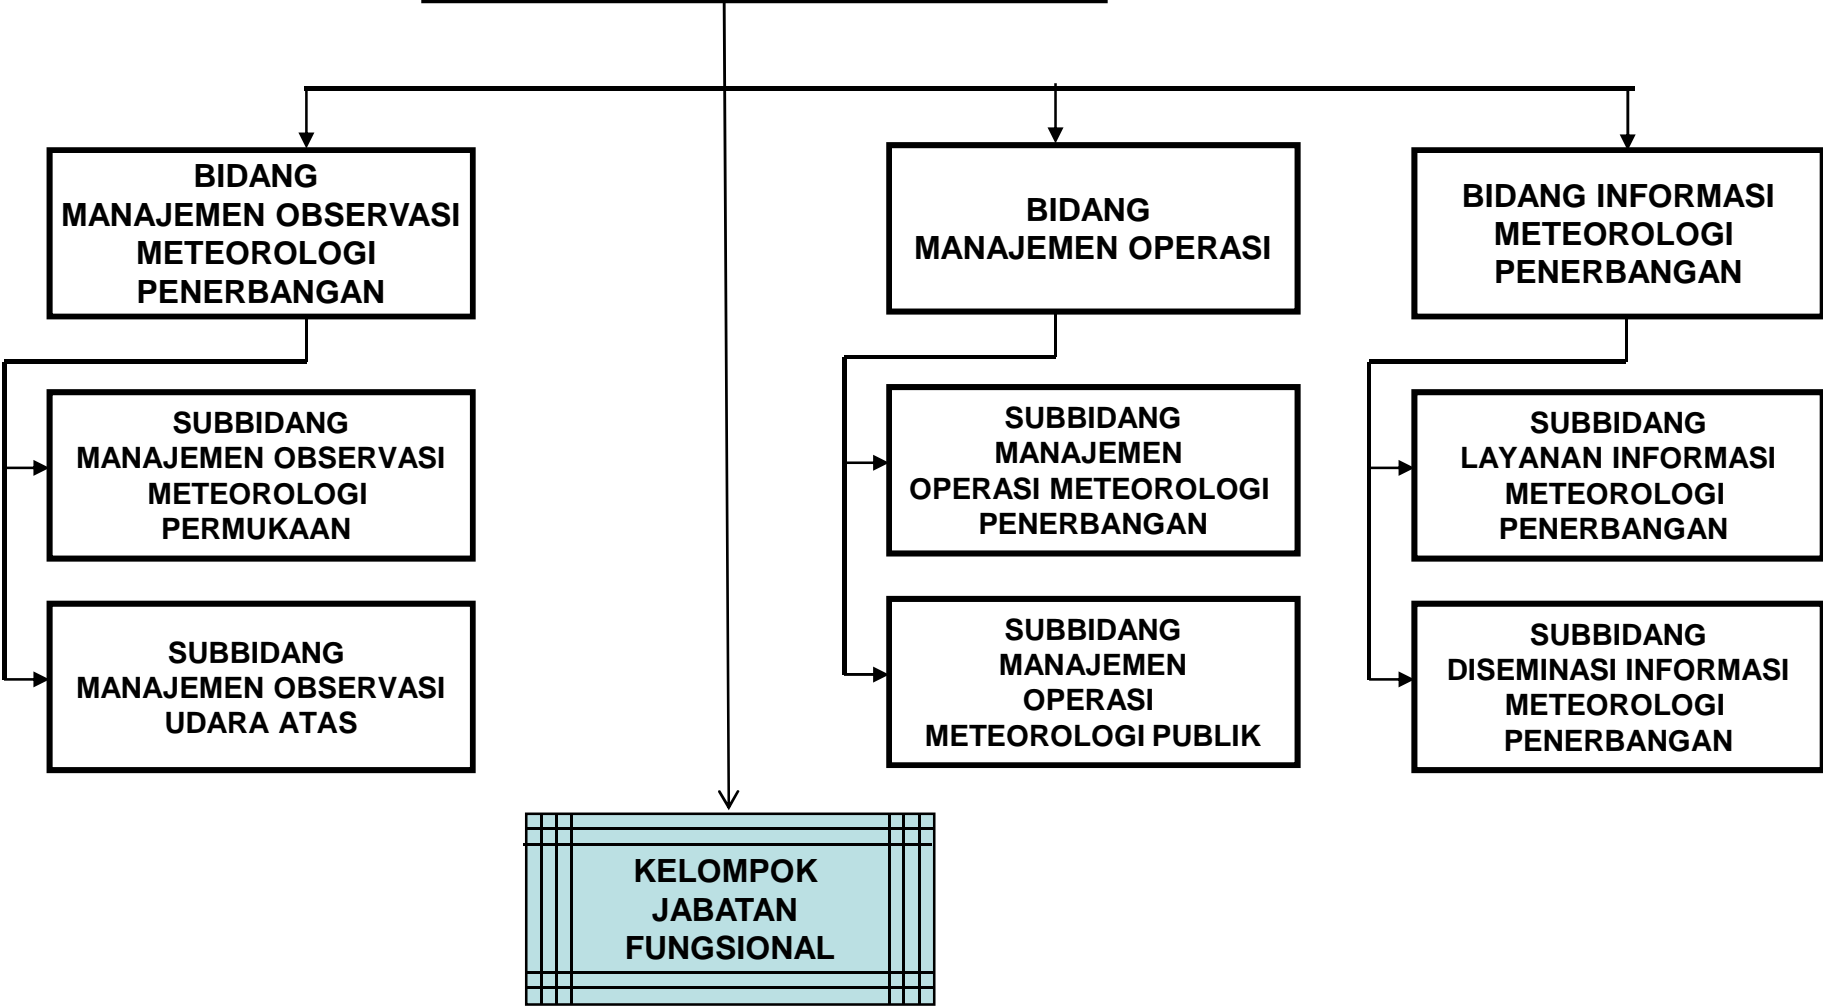 BIDANG
MANAJEMEN OBSERVASI
METEOROLOGI
PENERBANGAN
BIDANG
MANAJEMEN OPERASI
BIDANG INFORMASI
METEOROLOGI
PENERBANGAN
SUBBIDANG
MANAJEMEN OBSERVASI
METEOROLOGI
PERMUKAAN
SUBBIDANG
MANAJEMEN
OPERASI METEOROLOGI
PENERBANGAN
SUBBIDANG
LAYANAN INFORMASI
METEOROLOGI
PENERBANGAN
SUBBIDANG
MANAJEMEN OBSERVASI
UDARA ATAS
SUBBIDANG
MANAJEMEN
OPERASI
METEOROLOGI PUBLIK
SUBBIDANG
DISEMINASI INFORMASI
METEOROLOGI
PENERBANGAN
KELOMPOK
JABATAN
FUNGSIONAL